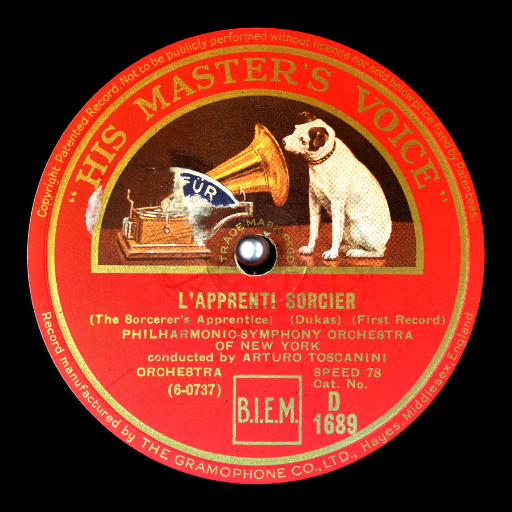 Copyright Patented Record. Not to be publicly performed without licence nor sold below price fixed by Patentees.
"HIS MASTER'S VOICE"
FÜR
TRADE MARK
L'APPRENTI SORCIER
(The Sorcerer's Apprentice) (Dukas) (First Record)
PHILHARMONIC-SYMPHONY ORCHESTRA
OF NEW YORK
conducted by ARTURO TOSCANINI
ORCHESTRA SPEED 78
(6-0737) Cat. No.
B.I.E.M. D
1689
Record manufactured by THE GRAMOPHONE CO., LTD., Hayes, Middlesex, England.